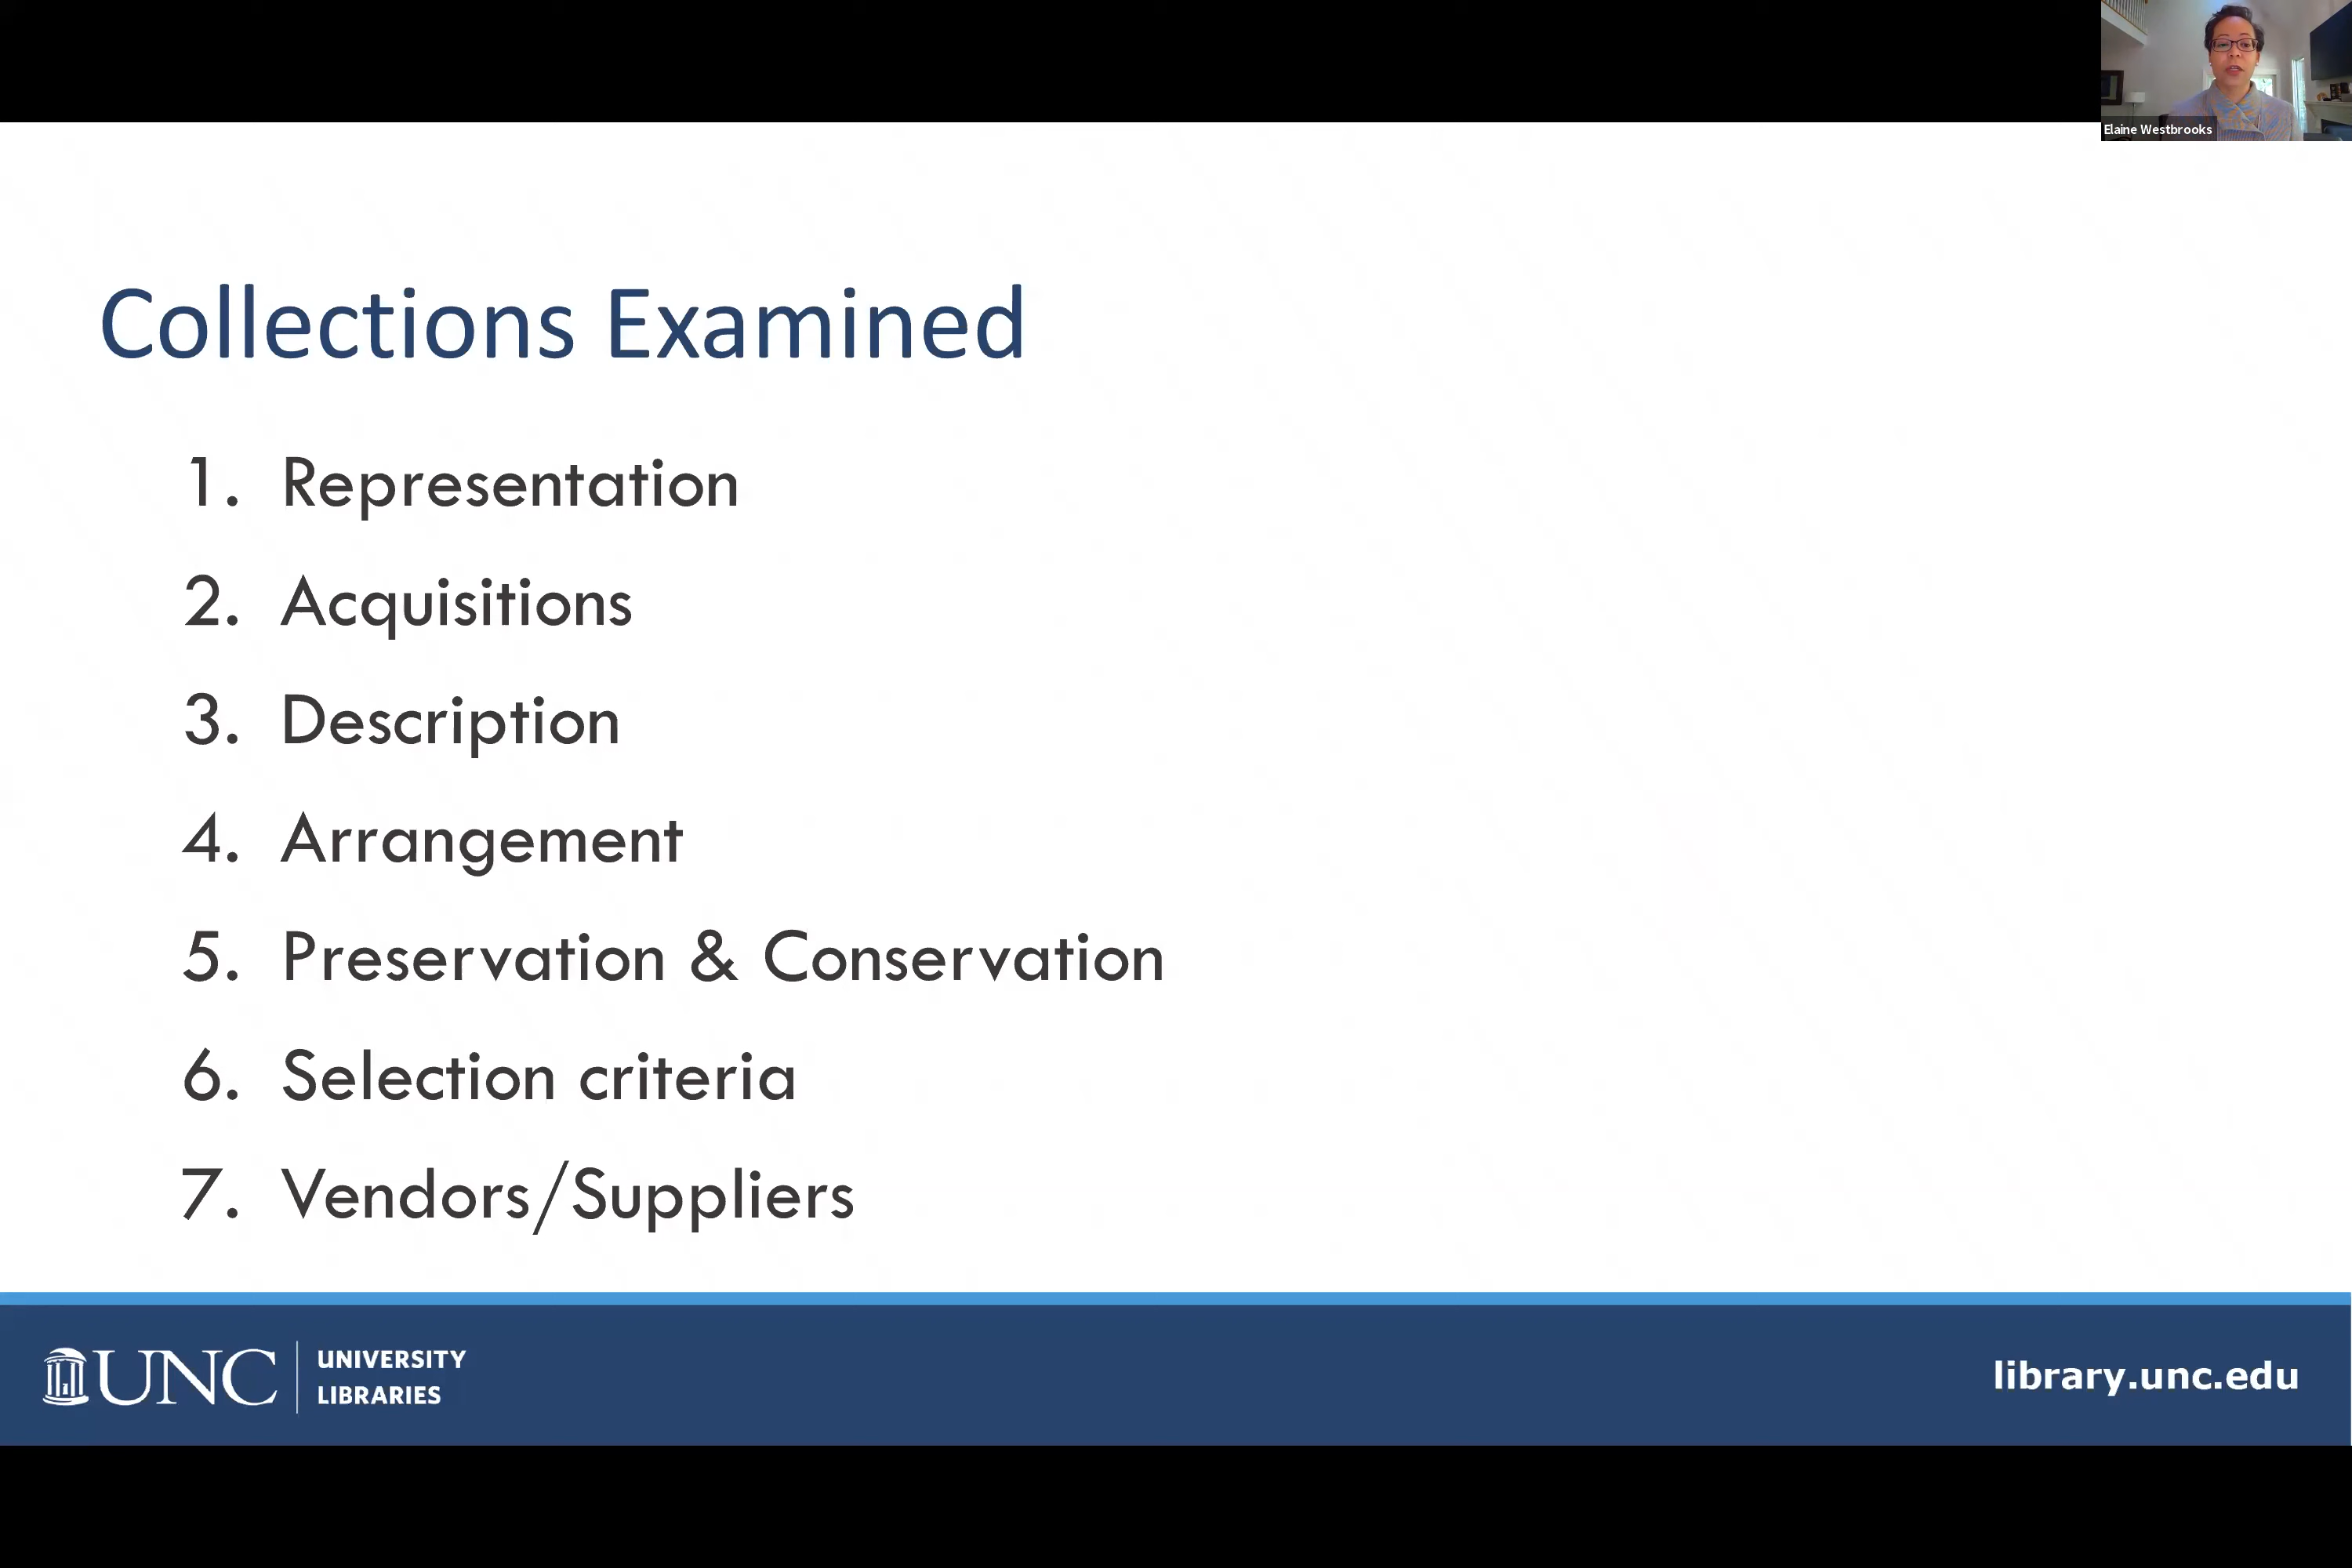 Elaine Westbrooks
Collections Examined
1. Representation
2. Acquisitions
3. Description
4. Arrangement
5. Preservation & Conservation
6. Selection criteria
7. Vendors/Suppliers
UNC
UNIVERSITY
LIBRARIES
library.unc.edu